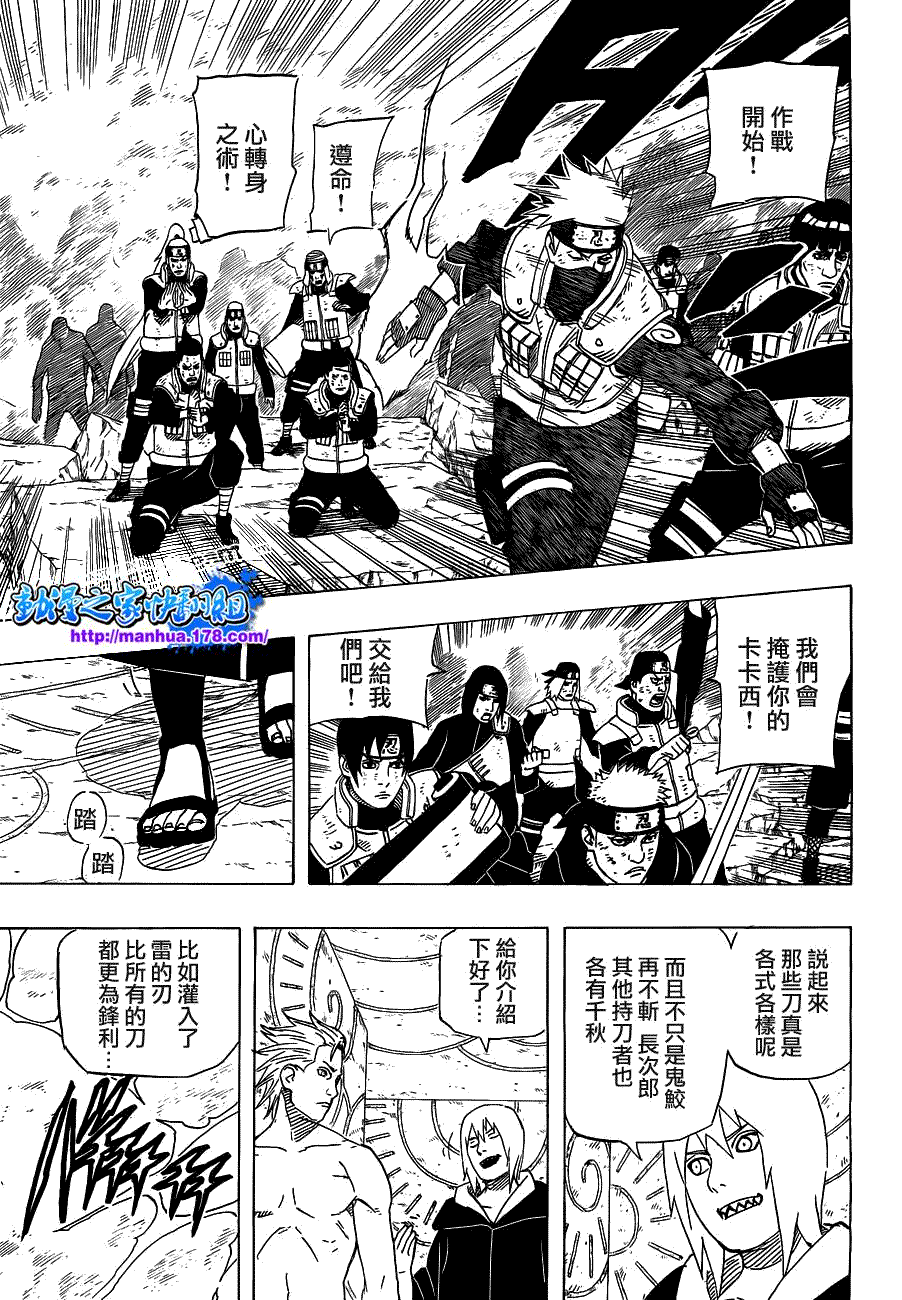 作戰
開始！
遵命！
心轉身
之術！
動漫之家快翻組
http://manhua.178.com/
我們會
掩護你的
卡卡西！
交給我
們吧！
踏
踏
說起來
那些刀真是
各式各樣呢
而且不只是鬼鮫
再不斬 長次郎
其他持刀者也
各有千秋
給你介紹
下好了…
比如灌入了
雷的刃
比所有的刀
都更為鋒利…